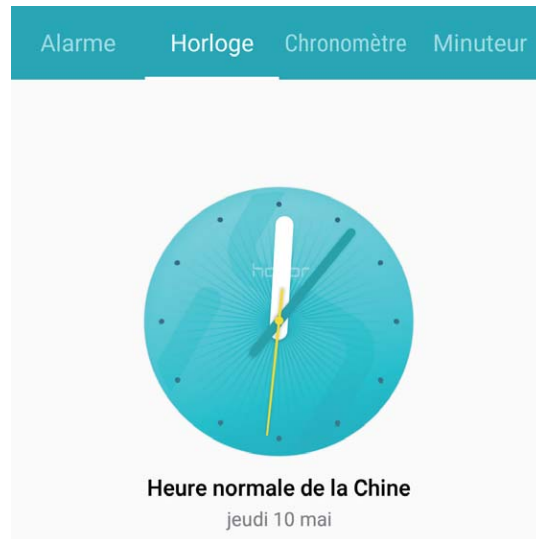 Alarme Horloge Chronomètre Minuteur
honor
Heure normale de la Chine
jeudi 10 mai